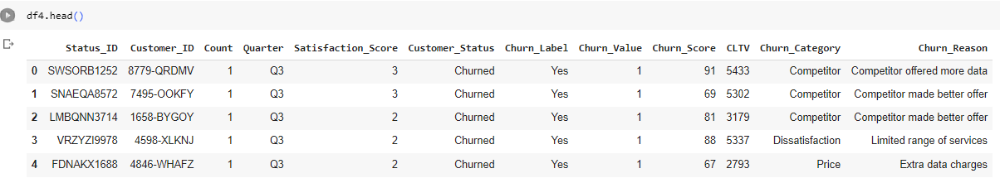 df4.head()
Status_ID Customer_ID Count Quarter Satisfaction_Score Customer_Status Churn_Label Churn_Value Churn_Score CLTV Churn_Category Churn_Reason
0 SWSORB1252 8779-QRDMV 1 Q3 3 Churned Yes 1 91 5433 Competitor Competitor offered more data
1 SNAEQA8572 7495-OOKFY 1 Q3 3 Churned Yes 1 69 5302 Competitor Competitor made better offer
2 LMBQNN3714 1658-BYGOY 1 Q3 2 Churned Yes 1 81 3179 Competitor Competitor made better offer
3 VRZYZI9978 4598-XLKNJ 1 Q3 2 Churned Yes 1 88 5337 Dissatisfaction Limited range of services
4 FDNAKX1688 4846-WHAFZ 1 Q3 2 Churned Yes 1 67 2793 Price Extra data charges